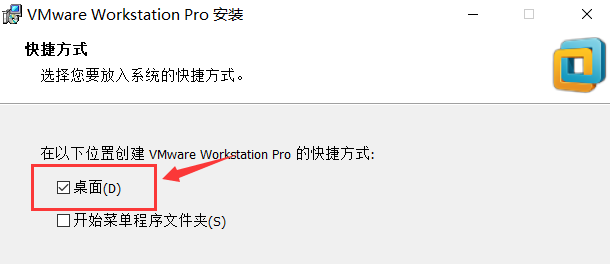 VMware Workstation Pro 安装
快捷方式
选择您要放入系统的快捷方式。
在以下位置创建 VMware Workstation Pro 的快捷方式:
桌面(D)
开始菜单程序文件夹(S)